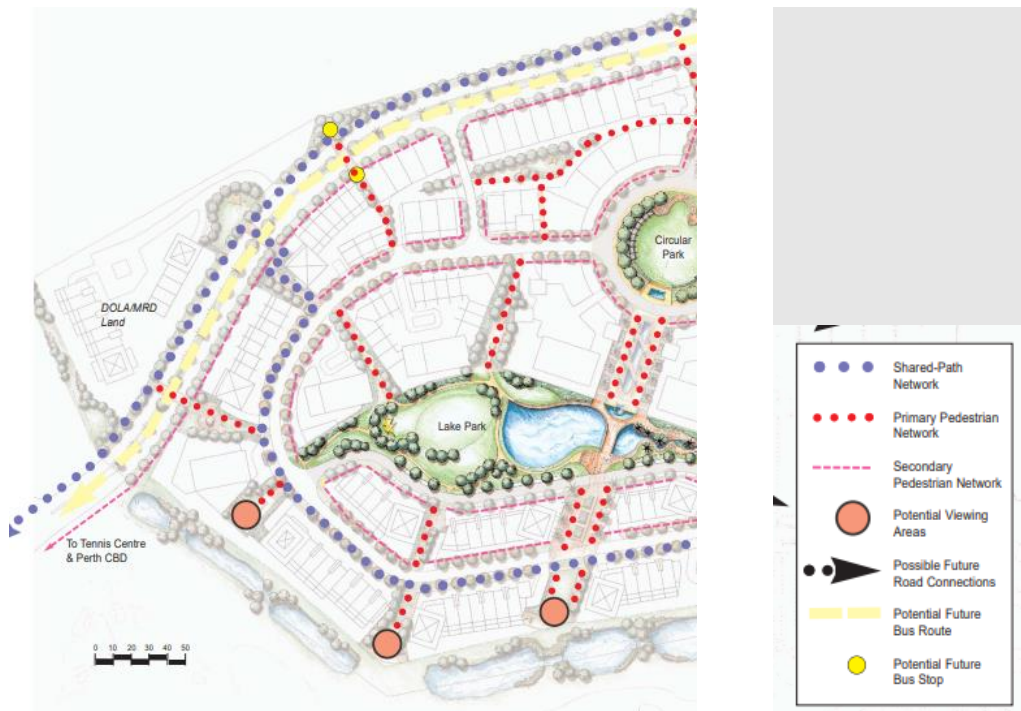 Circular
Park
DOLA/MRD
Land
Lake Park
To Tennis Centre
& Perth CBD
0 10 20 30 40 50
Shared-Path
Network
Primary Pedestrian
Network
Secondary
Pedestrian Network
Potential Viewing
Areas
Possible Future
Road Connections
Potential Future
Bus Route
Potential Future
Bus Stop